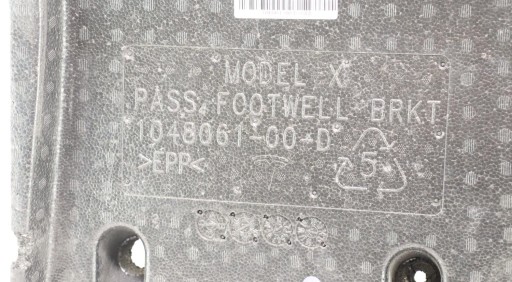 MODEL X
PASS FOOTWELL BRKT
1048061-00-D
>EPP<
5